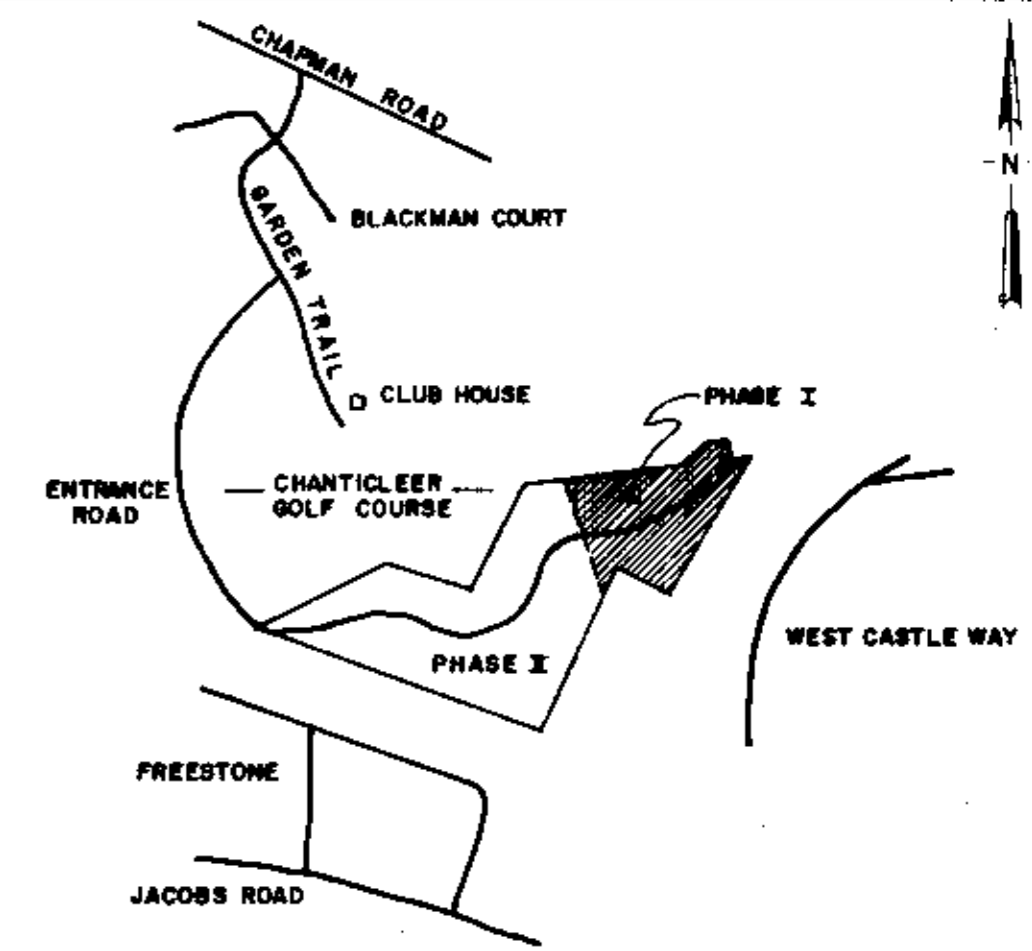 CHAPMAN ROAD
N
BLACKMAN COURT
GARDEN TRAIL
CLUB HOUSE
PHASE I
ENTRANCE
ROAD
CHANTICLEER
GOLF COURSE
WEST CASTLE WAY
PHASE II
FREESTONE
JACOBS ROAD